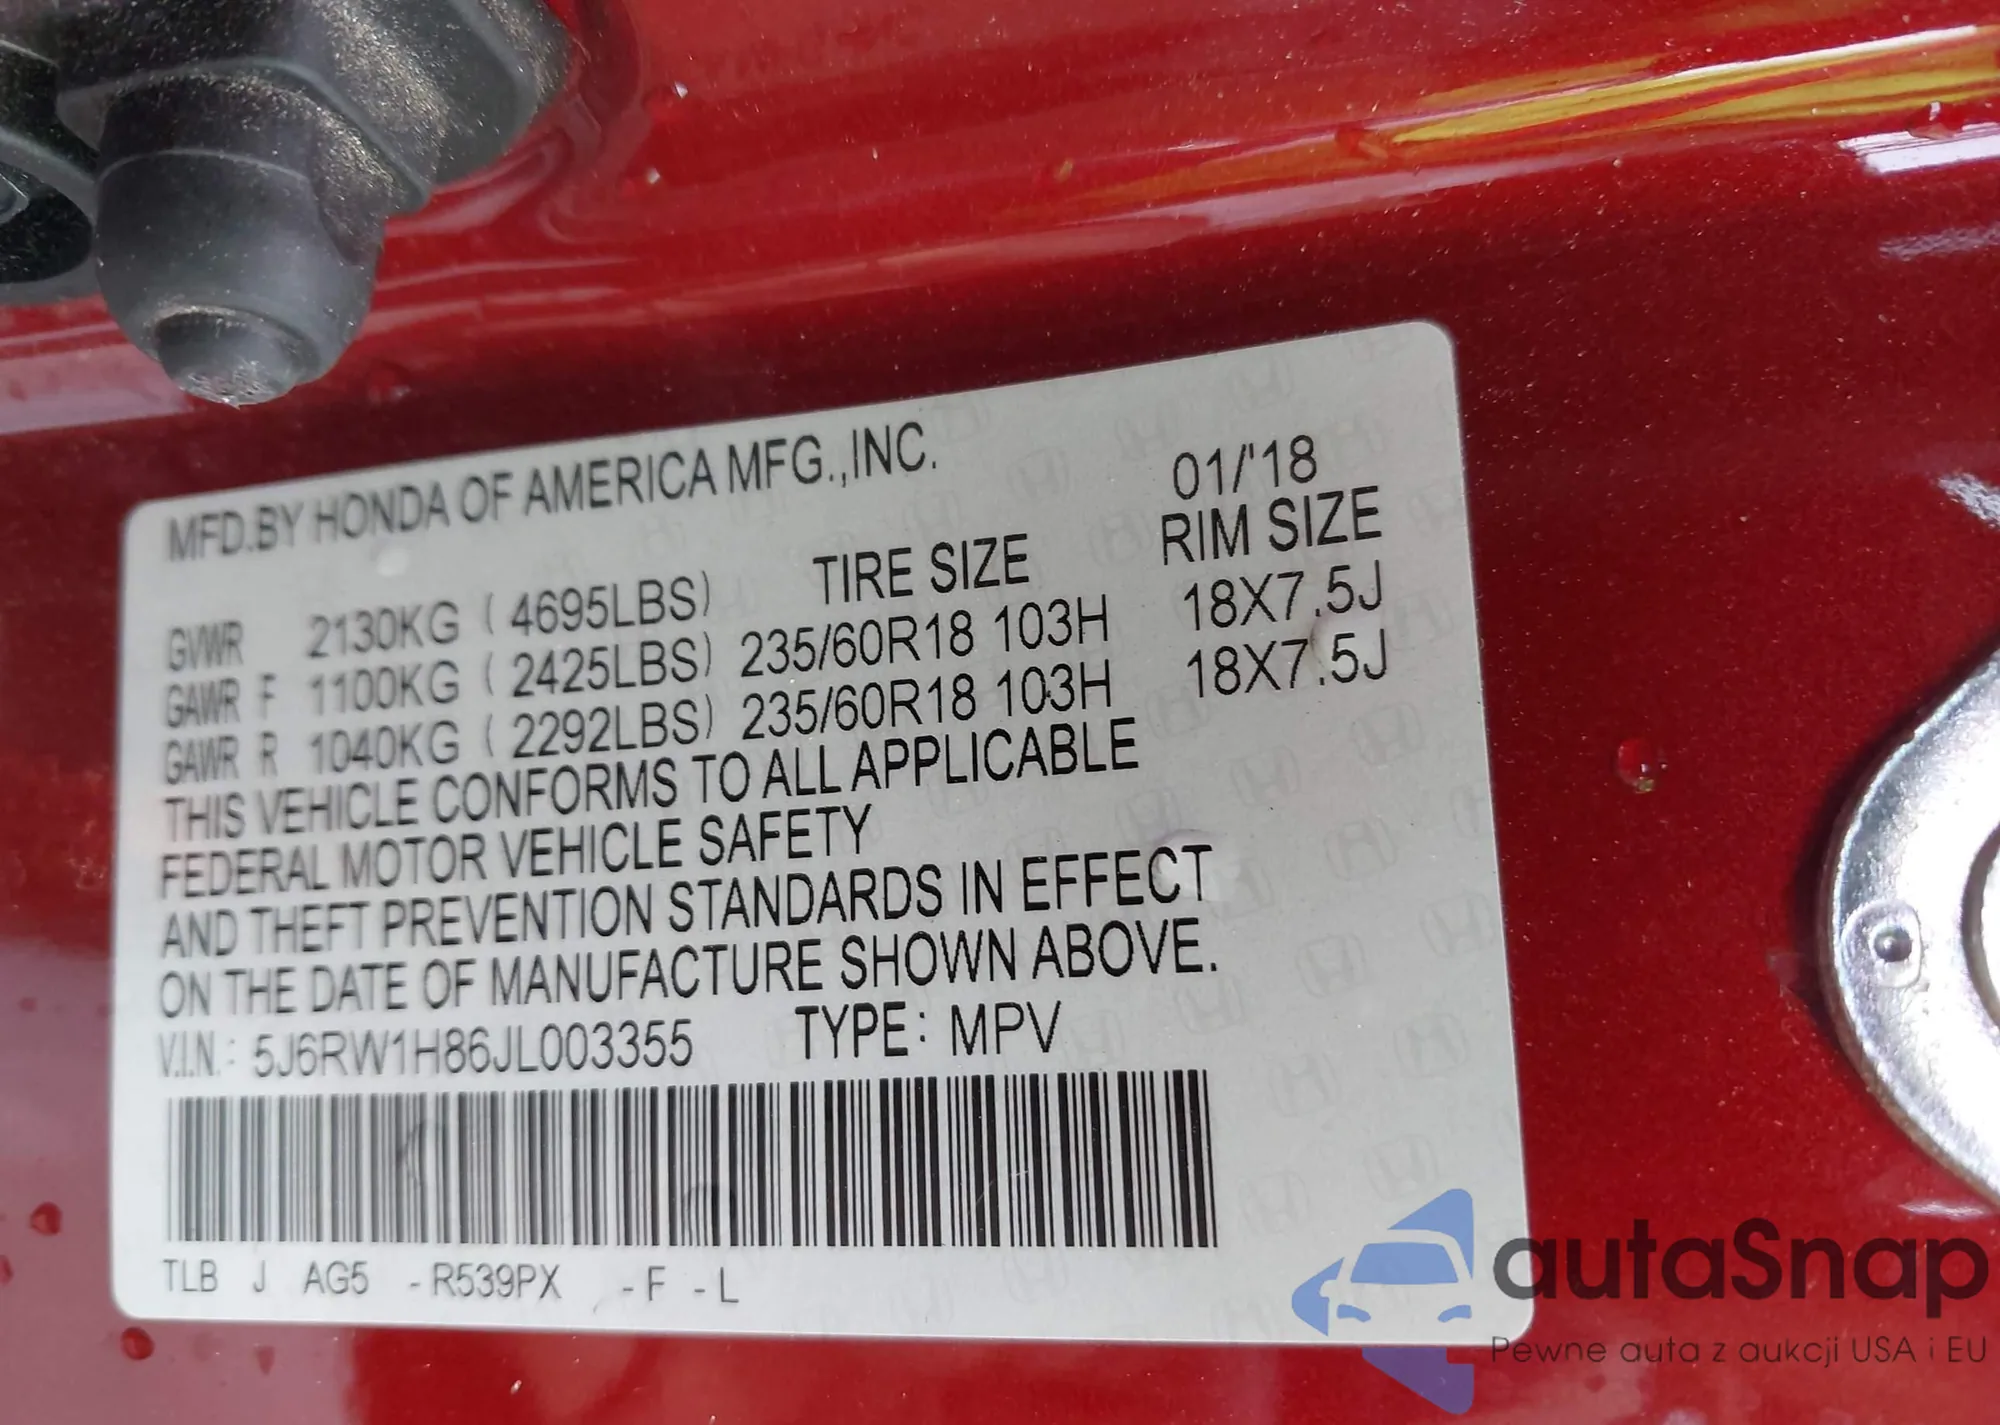 MFD.BY HONDA OF AMERICA MFG.,INC. 01/'18
TIRE SIZE RIM SIZE
GVWR 2130KG ( 4695LBS)
GAWR F 1100KG ( 2425LBS) 235/60R18 103H 18X7.5J
GAWR R 1040KG ( 2292LBS) 235/60R18 103H 18X7.5J
THIS VEHICLE CONFORMS TO ALL APPLICABLE
FEDERAL MOTOR VEHICLE SAFETY
AND THEFT PREVENTION STANDARDS IN EFFECT
ON THE DATE OF MANUFACTURE SHOWN ABOVE.
V.I.N.: 5J6RW1H86JL003355 TYPE: MPV
TLB J AG5 -R539PX -F -L
autaSnap
Pewne auta z aukcji USA i EU